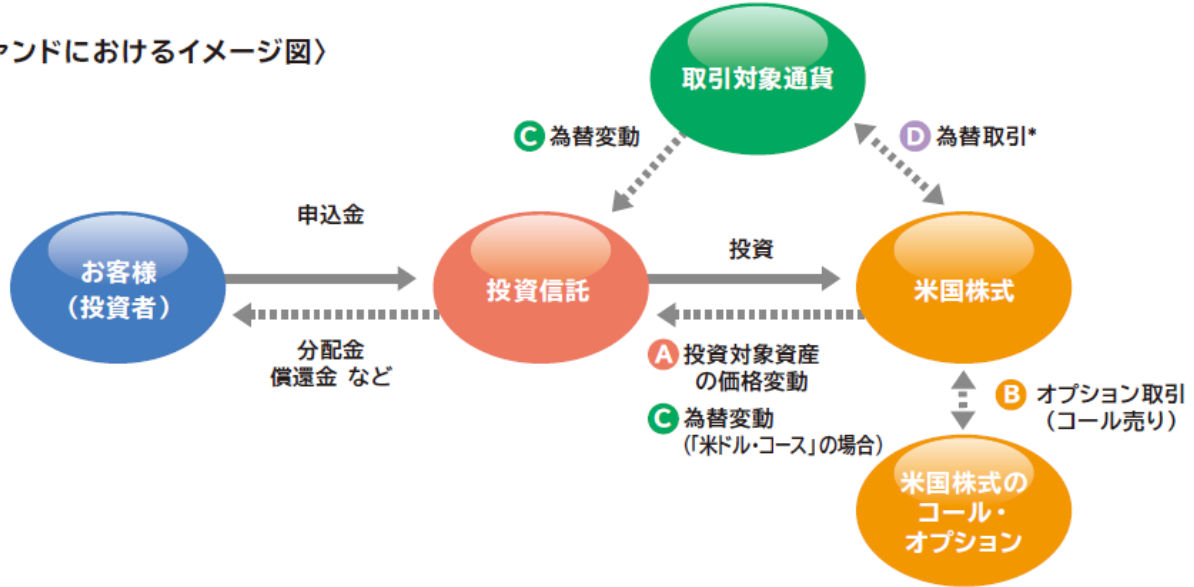 ァンドにおけるイメージ図〉
取引対象通貨
C 為替変動
D 為替取引*
申込金
投資
お客様
（投資者）
投資信託
米国株式
分配金
償還金 など
A 投資対象資産
の価格変動
C 為替変動
（「米ドル・コース」の場合）
B オプション取引
（コール売り）
米国株式の
コール・
オプション